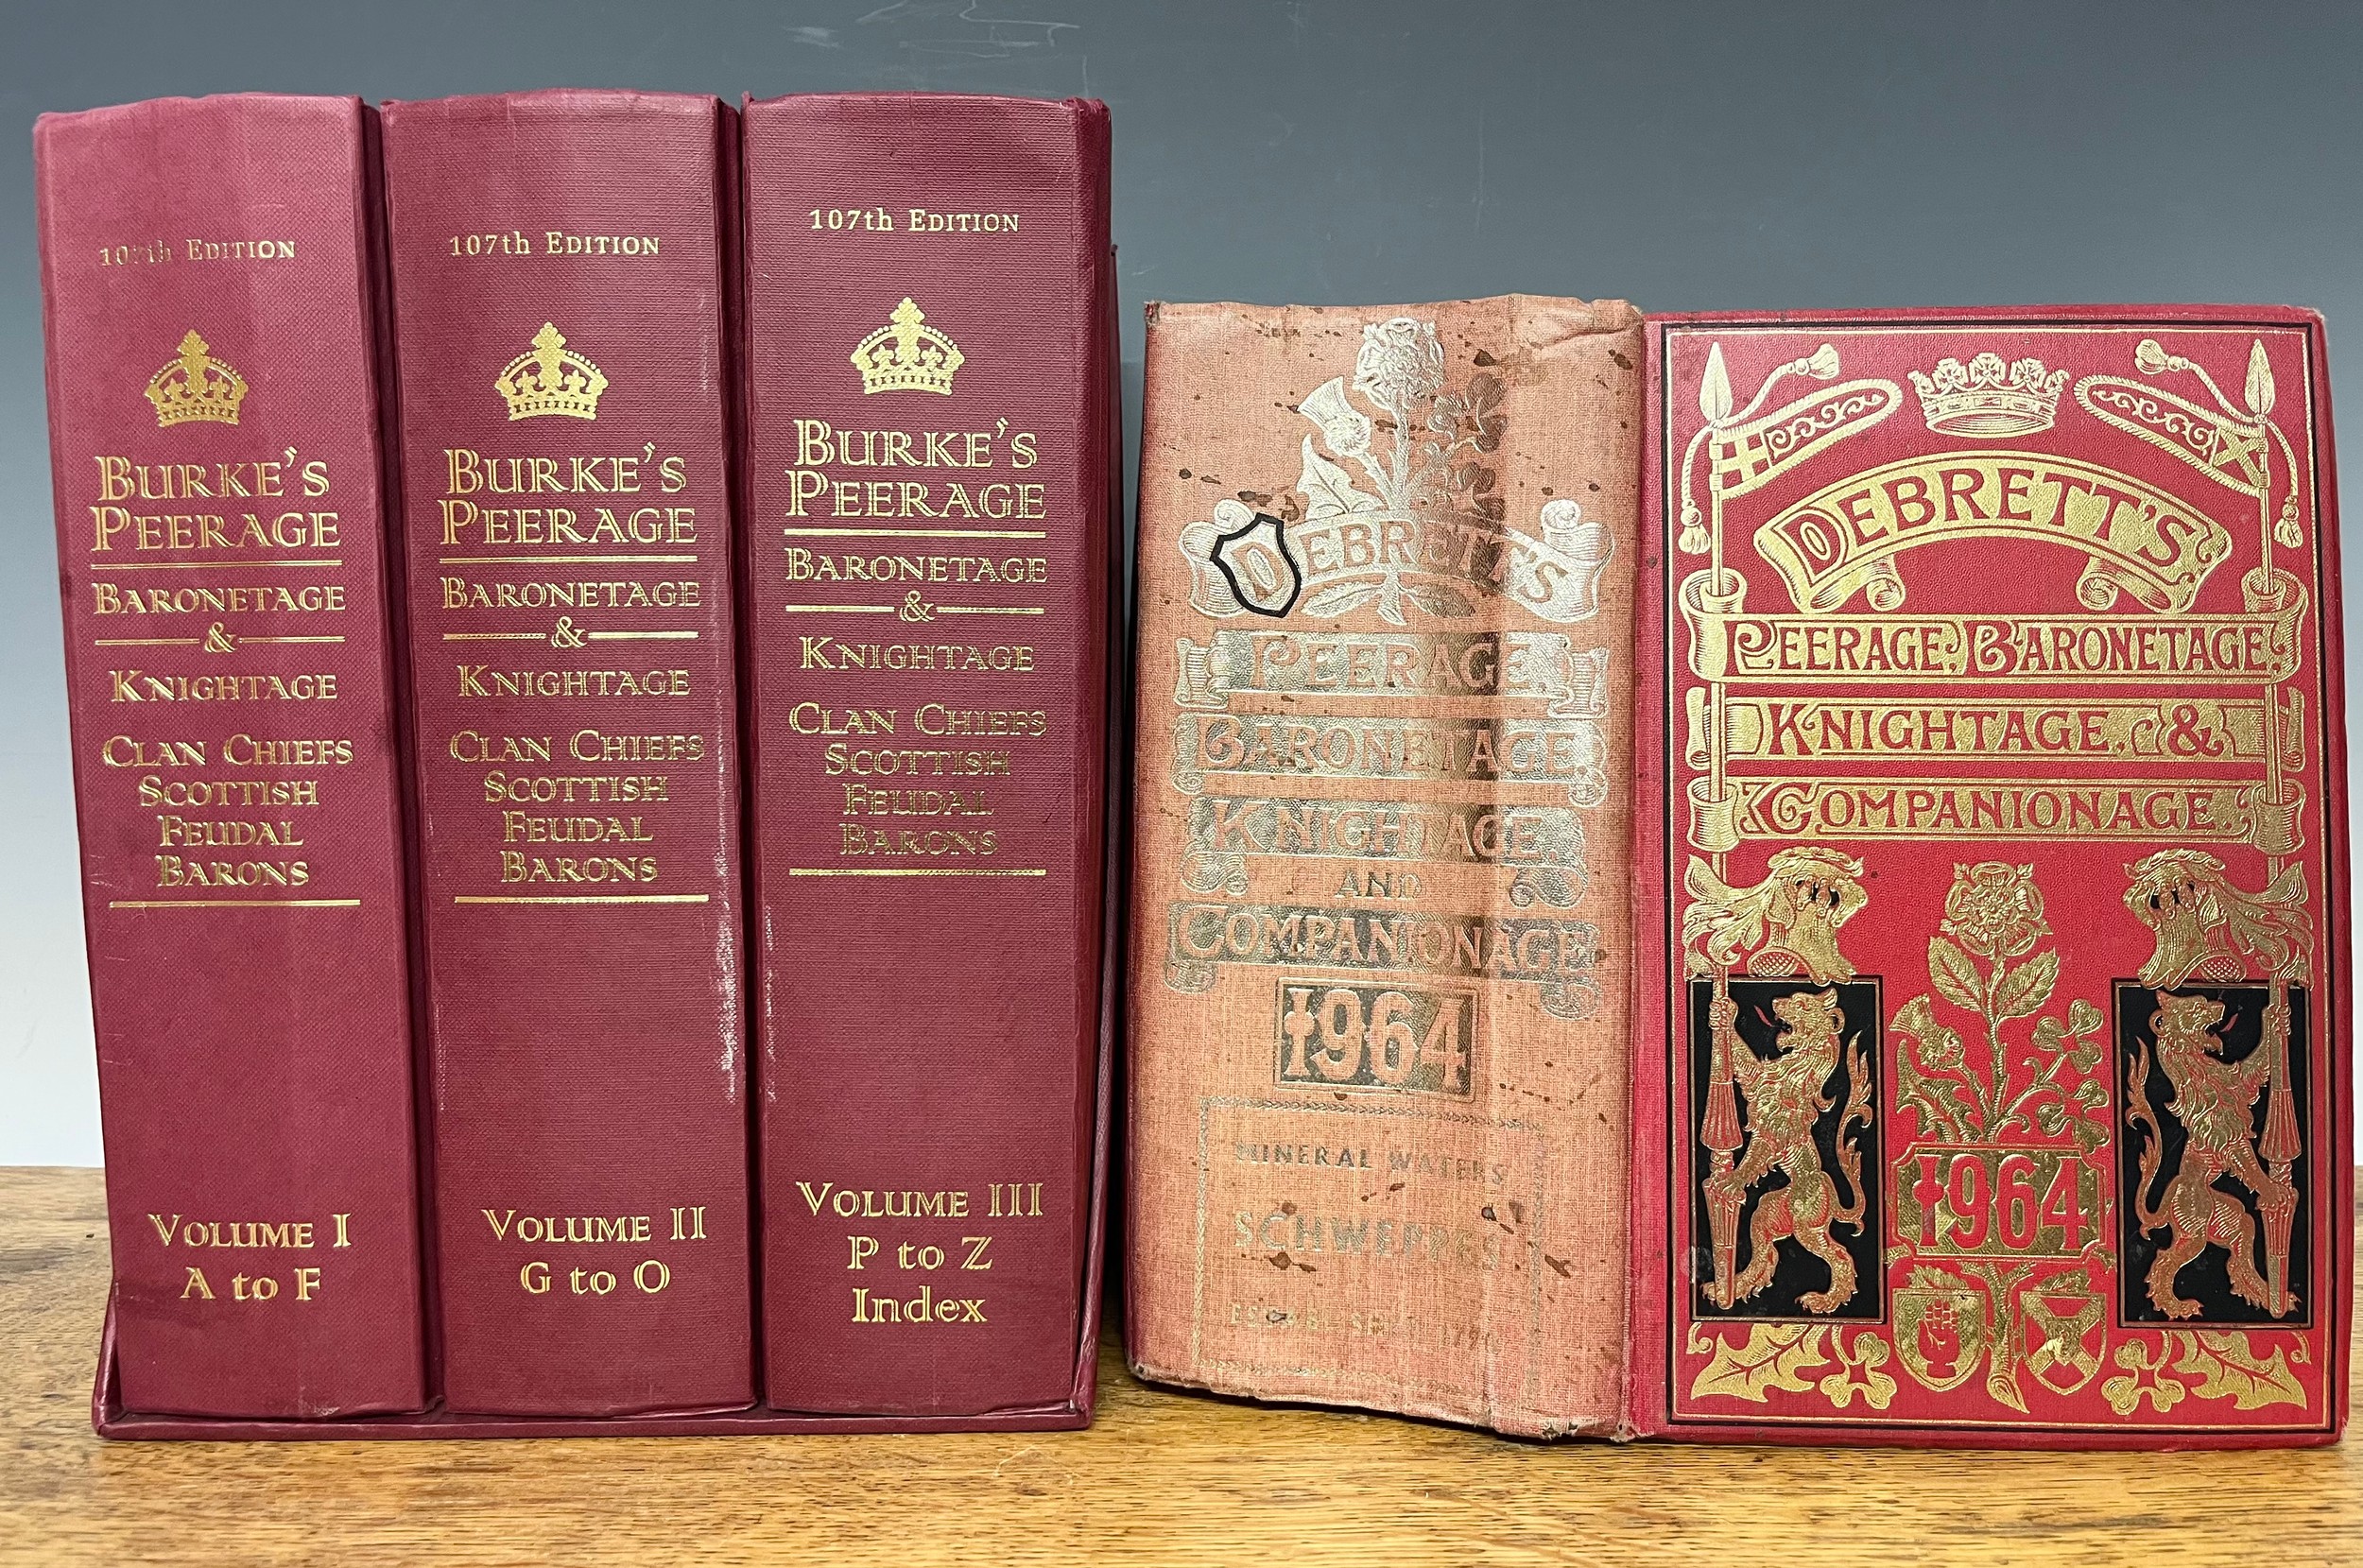 107th EDITION
BURKE'S
PEERAGE
BARONETAGE
&
KNIGHTAGE
CLAN CHIEFS
SCOTTISH
FEUDAL
BARONS
VOLUME I
A to F
107th EDITION
BURKE'S
PEERAGE
BARONETAGE
&
KNIGHTAGE
CLAN CHIEFS
SCOTTISH
FEUDAL
BARONS
VOLUME II
G to O
107th EDITION
BURKE'S
PEERAGE
BARONETAGE
&
KNIGHTAGE
CLAN CHIEFS
SCOTTISH
FEUDAL
BARONS
VOLUME III
P to Z
Index
DEBRETT'S
PEERAGE,
BARONETAGE,
KNIGHTAGE,
AND
COMPANIONAGE
1964
MINERAL WATERS
SCHWEPPES
DEBRETT'S
PEERAGE, BARONETAGE,
KNIGHTAGE, &
COMPANIONAGE.
1964